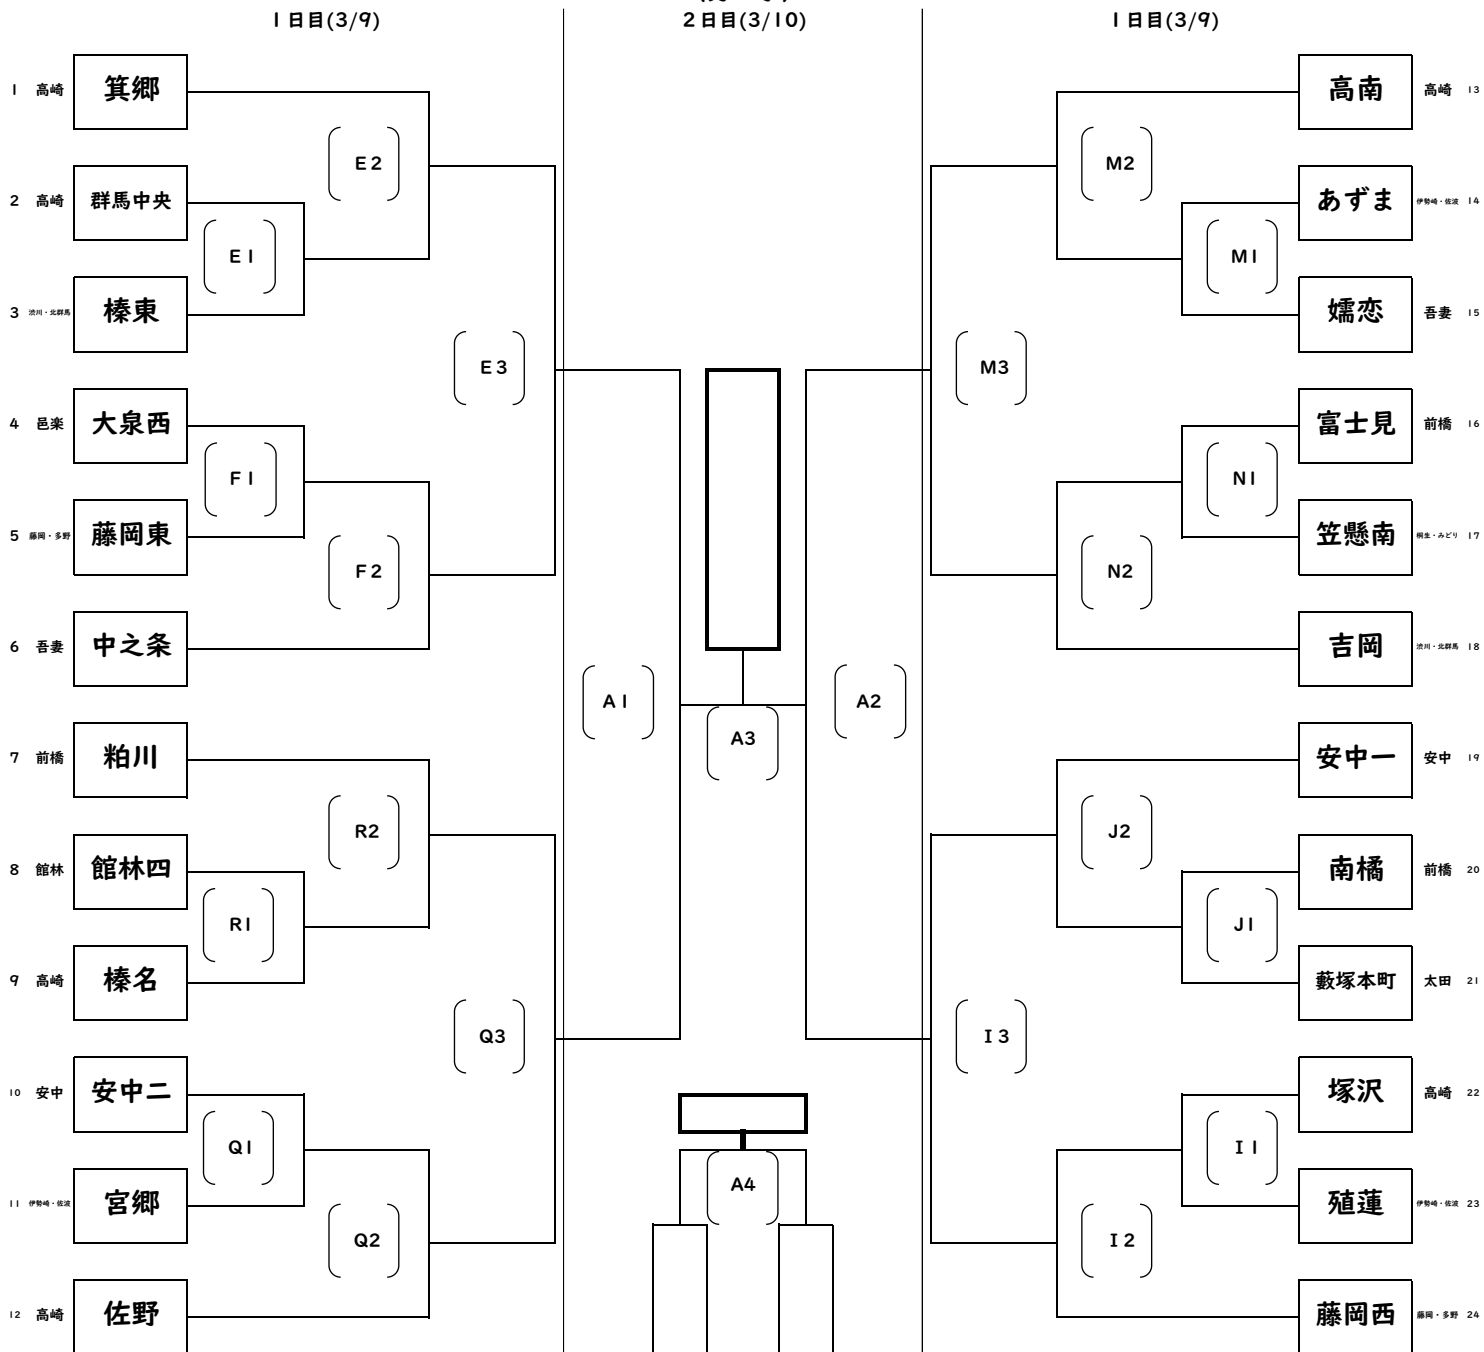 1日目(3/9) 2日目(3/10) 1日目(3/9)
1 高崎 箕郷
高南 高崎 13
E2
M2
2 高崎 群馬中央
あずま 伊勢崎・佐波 14
E1
M1
3 渋川・北群馬 榛東
嬬恋 吾妻 15
E3
M3
4 邑楽 大泉西
富士見 前橋 16
F1
N1
5 藤岡・多野 藤岡東
笠懸南 桐生・みどり 17
F2
N2
6 吾妻 中之条
吉岡 渋川・北群馬 18
A1
A2
A3
7 前橋 粕川
安中一 安中 19
R2
J2
8 館林 館林四
南橘 前橋 20
R1
J1
9 高崎 榛名
藪塚本町 太田 21
Q3
I3
10 安中 安中二
塚沢 高崎 22
Q1
I1
A4
11 伊勢崎・佐波 宮郷
殖蓮 伊勢崎・佐波 23
Q2
I2
12 高崎 佐野
藤岡西 藤岡・多野 24